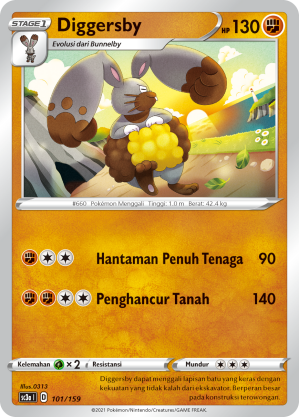 STAGE 1
Diggersby
HP 130
Evolusi dari Bunnelby
#660 Pokémon Menggali Tinggi: 1.0 m Berat: 42.4 kg
Hantaman Penuh Tenaga 90
Penghancur Tanah 140
Kelemahan × 2 Resistansi Mundur
Diggersby dapat menggali lapisan batu yang keras dengan
kekuatan yang tidak kalah dari alat ekskavator. Berperan besar
pada konstruksi terowongan.
Illus. 0313
sc3a I D 101/159
©2021 Pokémon/Nintendo/Creatures/GAME FREAK.